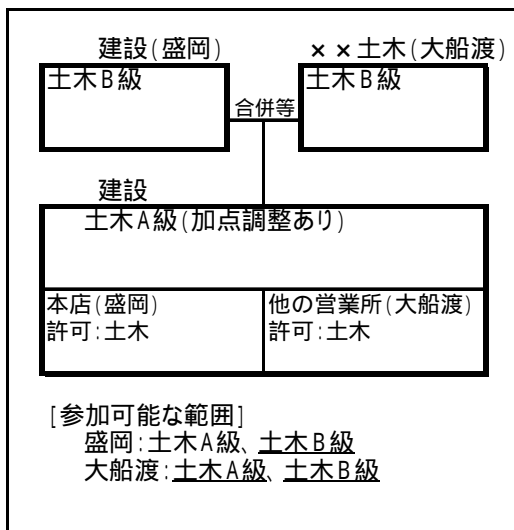 建設(盛岡)
××土木(大船渡)
土木B級
土木B級
合併等
建設
土木A級(加点調整あり)
本店(盛岡)
許可:土木
他の営業所(大船渡)
許可:土木
[参加可能な範囲]
盛岡:土木A級、土木B級
大船渡:土木A級、土木B級